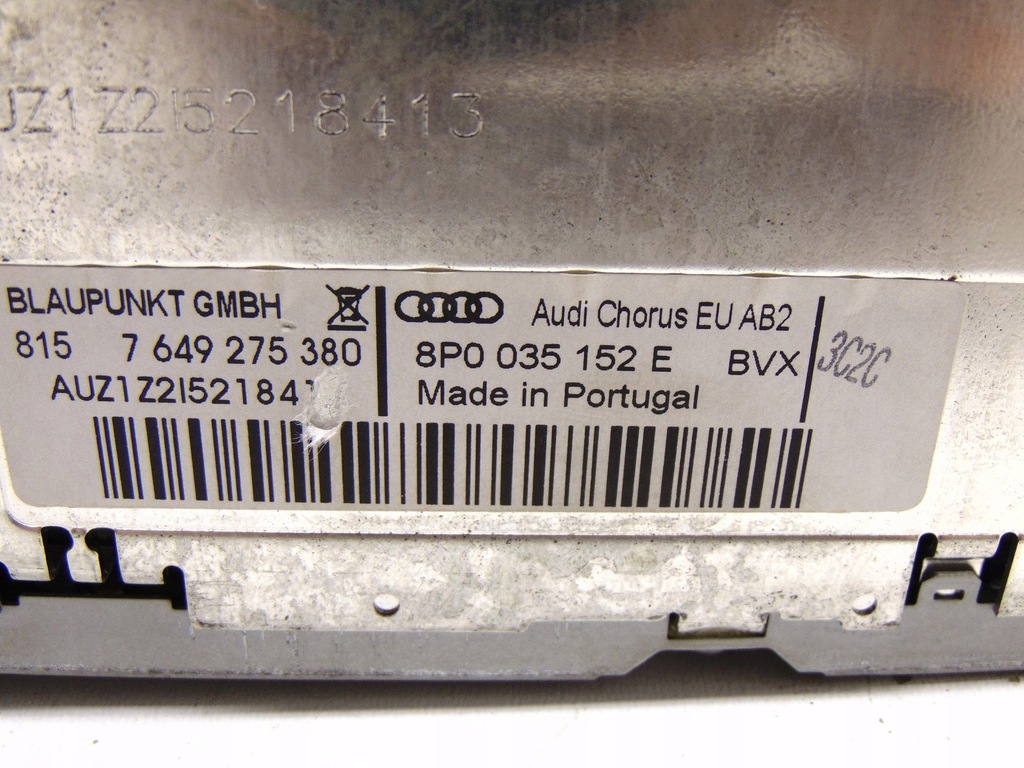 UZ1Z2I5218413
BLAUPUNKT GMBH
815 7 649 275 380
AUZ1Z2I521841
Audi Chorus EU AB2
8P0 035 152 E BVX
Made in Portugal
3C2C